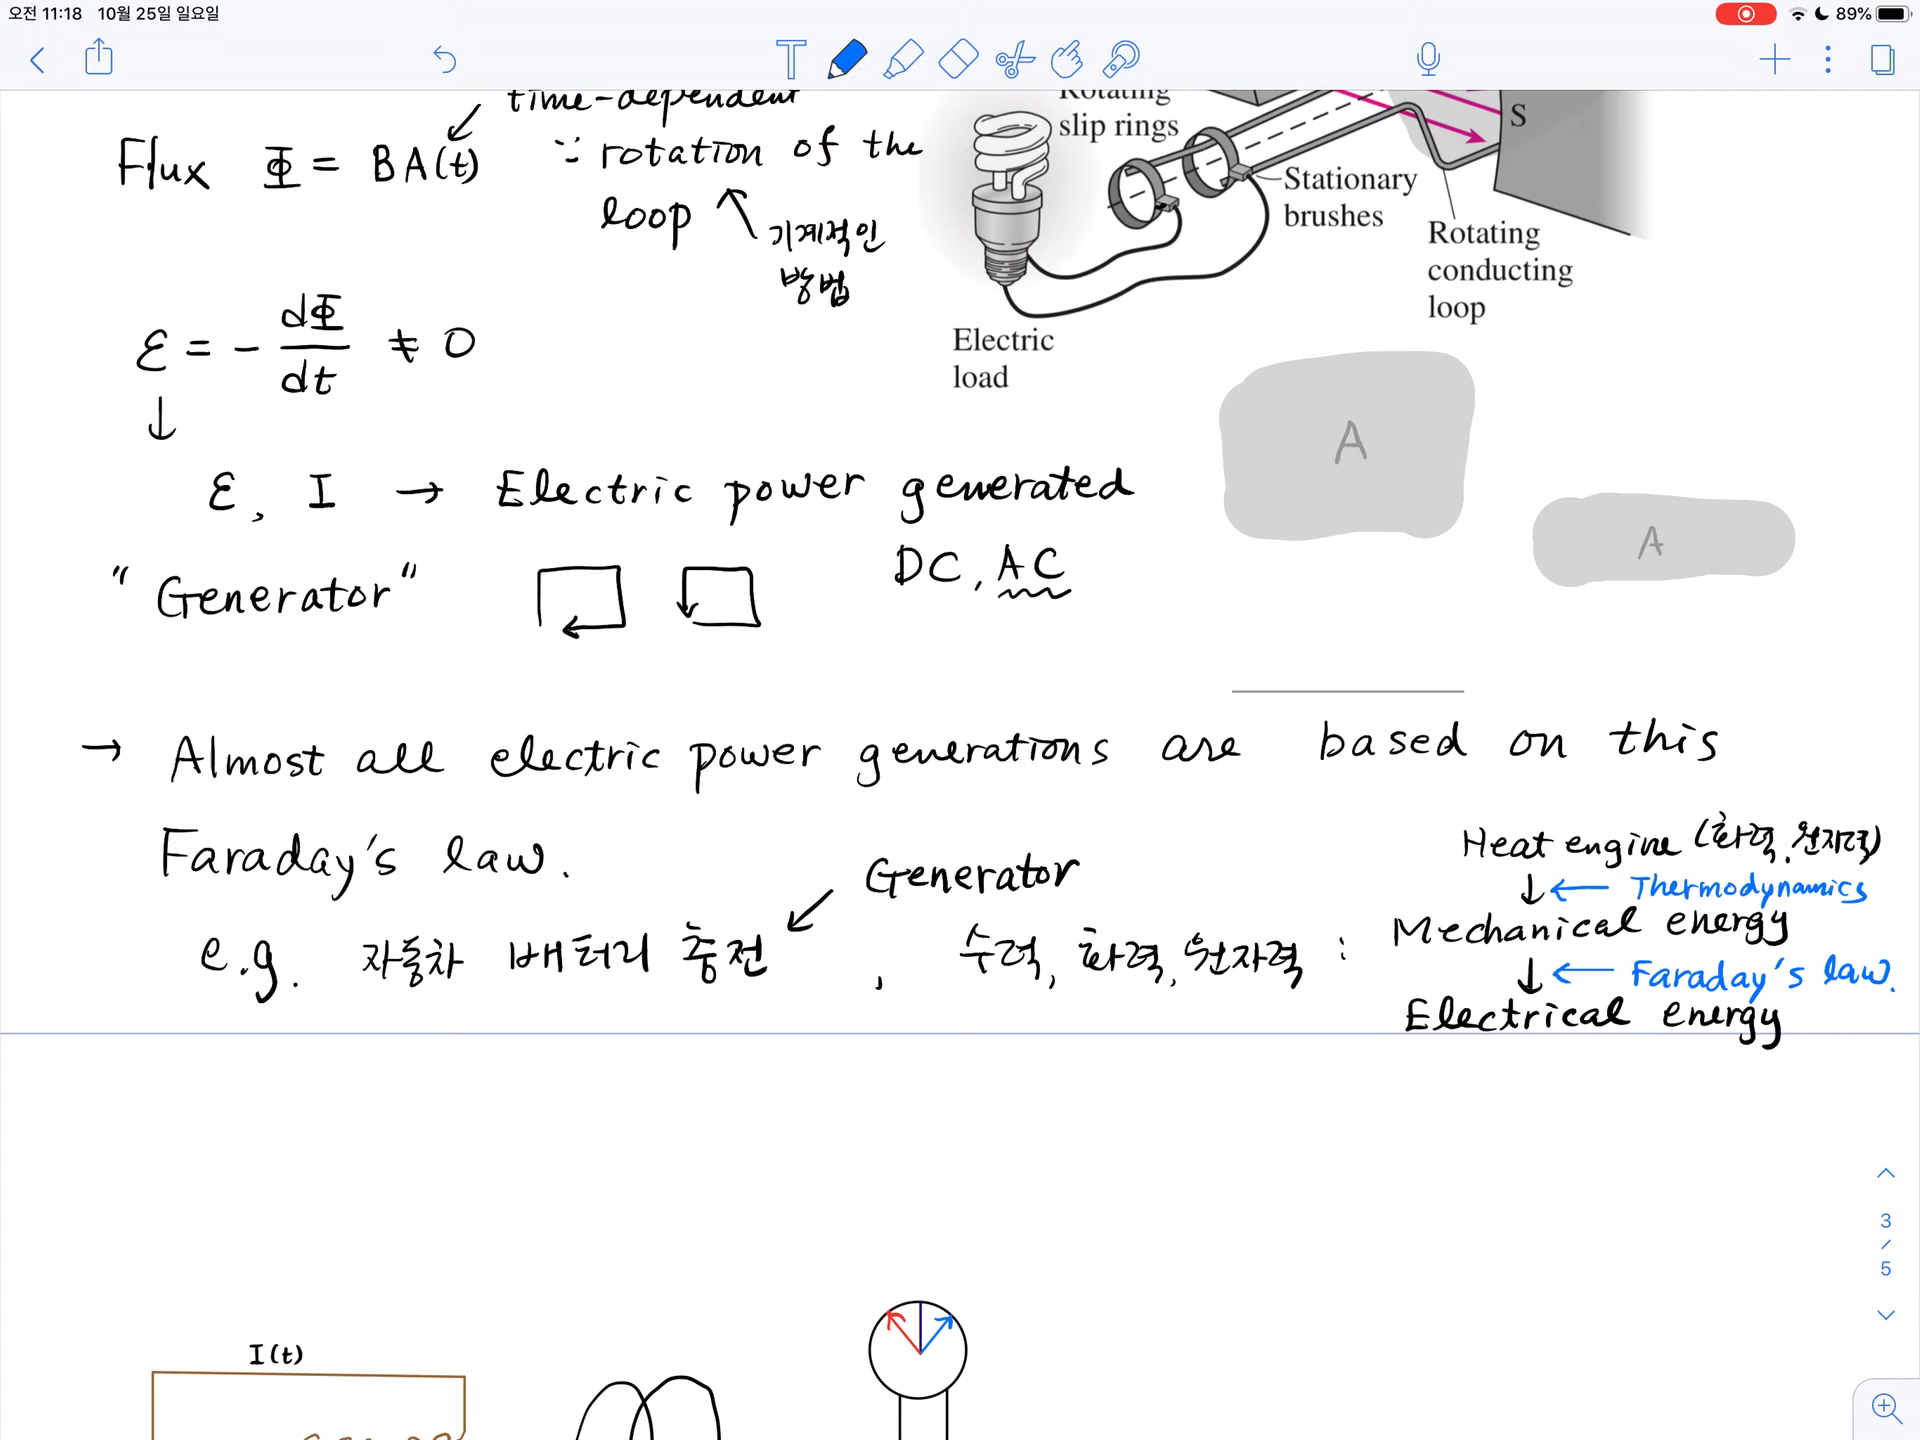 오전 11:18 10월 25일 일요일
89%
time-dependent
Flux Φ = BA(t)
∵ rotation of the
loop
기계적인
방법
Rotating
slip rings
S
Stationary
brushes
Rotating
conducting
loop
Electric
load
ℰ = - dΦ/dt ≠ 0
↓
ℰ, I → Electric power generated
"Generator"
DC, AC
A
A
→ Almost all electric power generations are based on this
Faraday's law.
Generator
e.g. 자동차 배터리 충전, 수력, 화력, 원자력 :
Heat engine (화력, 원자력)
↓ ← Thermodynamics
Mechanical energy
↓ ← Faraday's law.
Electrical energy
3
/
5
I(t)